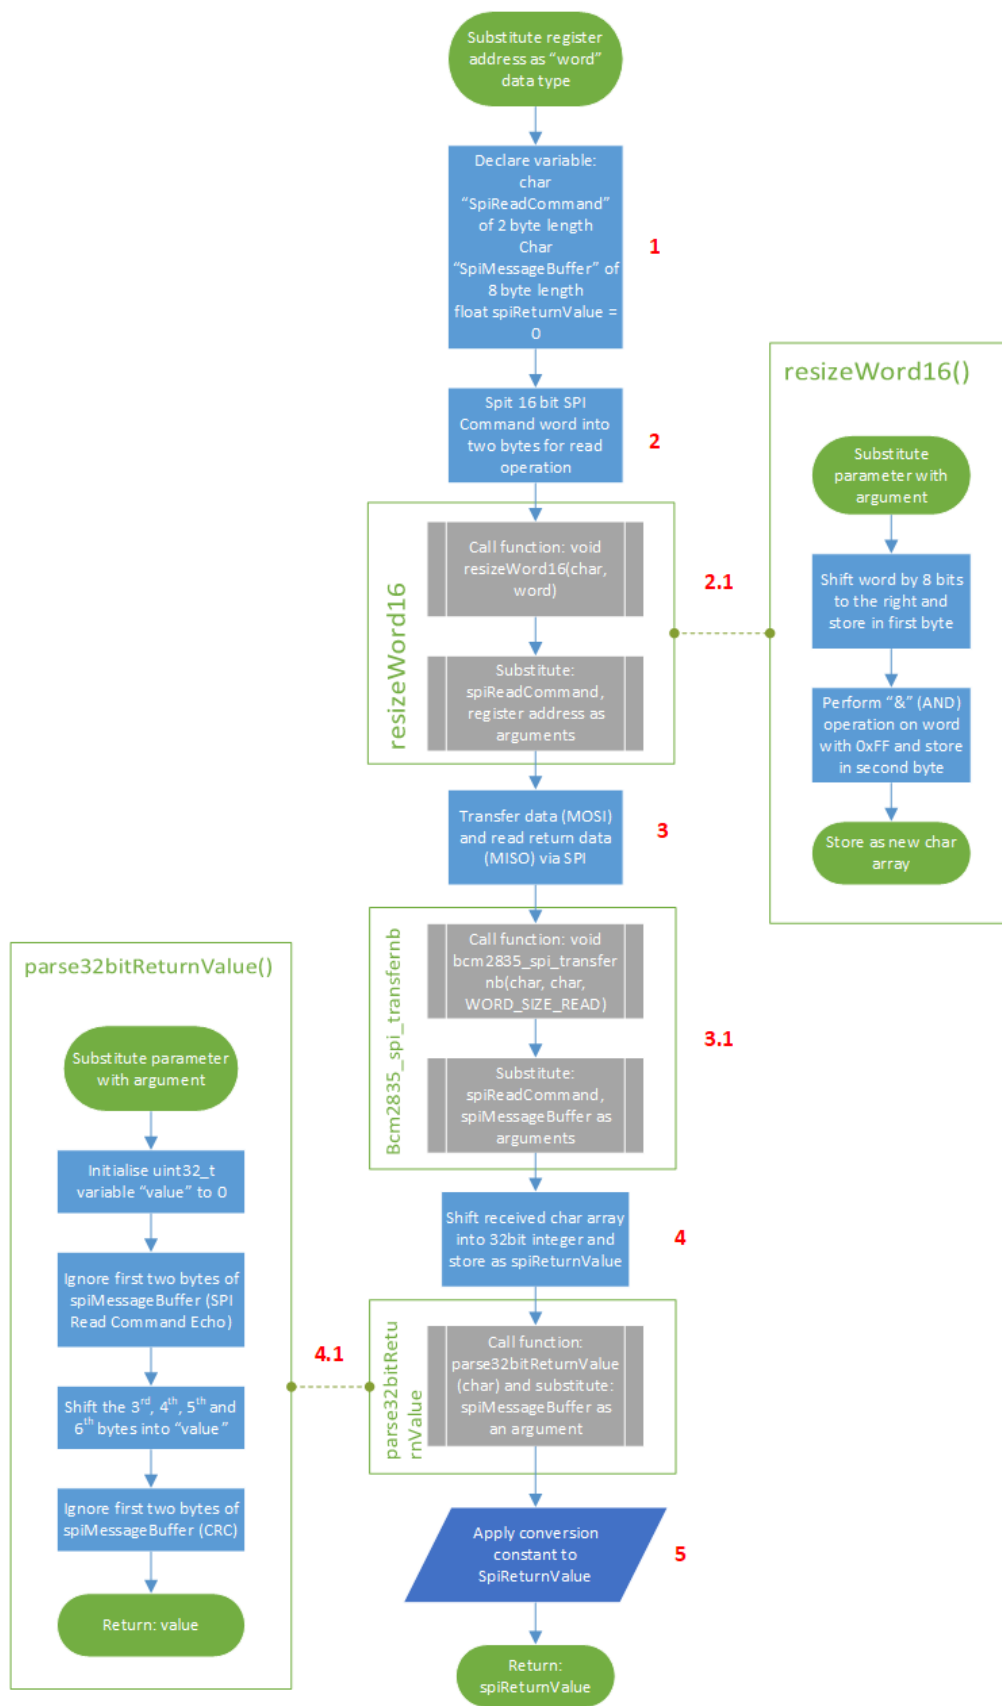 Substitute register
address as “word”
data type
Declare variable:
char
“SpiReadCommand”
of 2 byte length
Char
“SpiMessageBuffer” of
8 byte length
float spiReturnValue =
0
1
Spit 16 bit SPI
Command word into
two bytes for read
operation
2
resizeWord16
Call function: void
resizeWord16(char,
word)
Substitute:
spiReadCommand,
register address as
arguments
2.1
resizeWord16()
Substitute
parameter with
argument
Shift word by 8 bits
to the right and
store in first byte
Perform “&” (AND)
operation on word
with 0xFF and store
in second byte
Store as new char
array
Transfer data (MOSI)
and read return data
(MISO) via SPI
3
Bcm2835_spi_transfernb
Call function: void
bcm2835_spi_transfer
nb(char, char,
WORD_SIZE_READ)
Substitute:
spiReadCommand,
spiMessageBuffer as
arguments
3.1
Shift received char array
into 32bit integer and
store as spiReturnValue
4
parse32bitRetu
rnValue
Call function:
parse32bitReturnValue
(char) and substitute:
spiMessageBuffer as
an argument
4.1
parse32bitReturnValue()
Substitute parameter
with argument
Initialise uint32_t
variable “value” to 0
Ignore first two bytes of
spiMessageBuffer (SPI
Read Command Echo)
Shift the 3rd, 4th, 5th and
6th bytes into “value”
Ignore first two bytes of
spiMessageBuffer (CRC)
Return: value
Apply conversion
constant to
SpiReturnValue
5
Return:
spiReturnValue